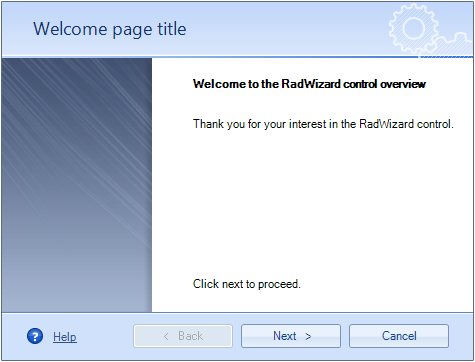 Welcome page title
Welcome to the RadWizard control overview
Thank you for your interest in the RadWizard control.
Click next to proceed.
? Help < Back Next > Cancel